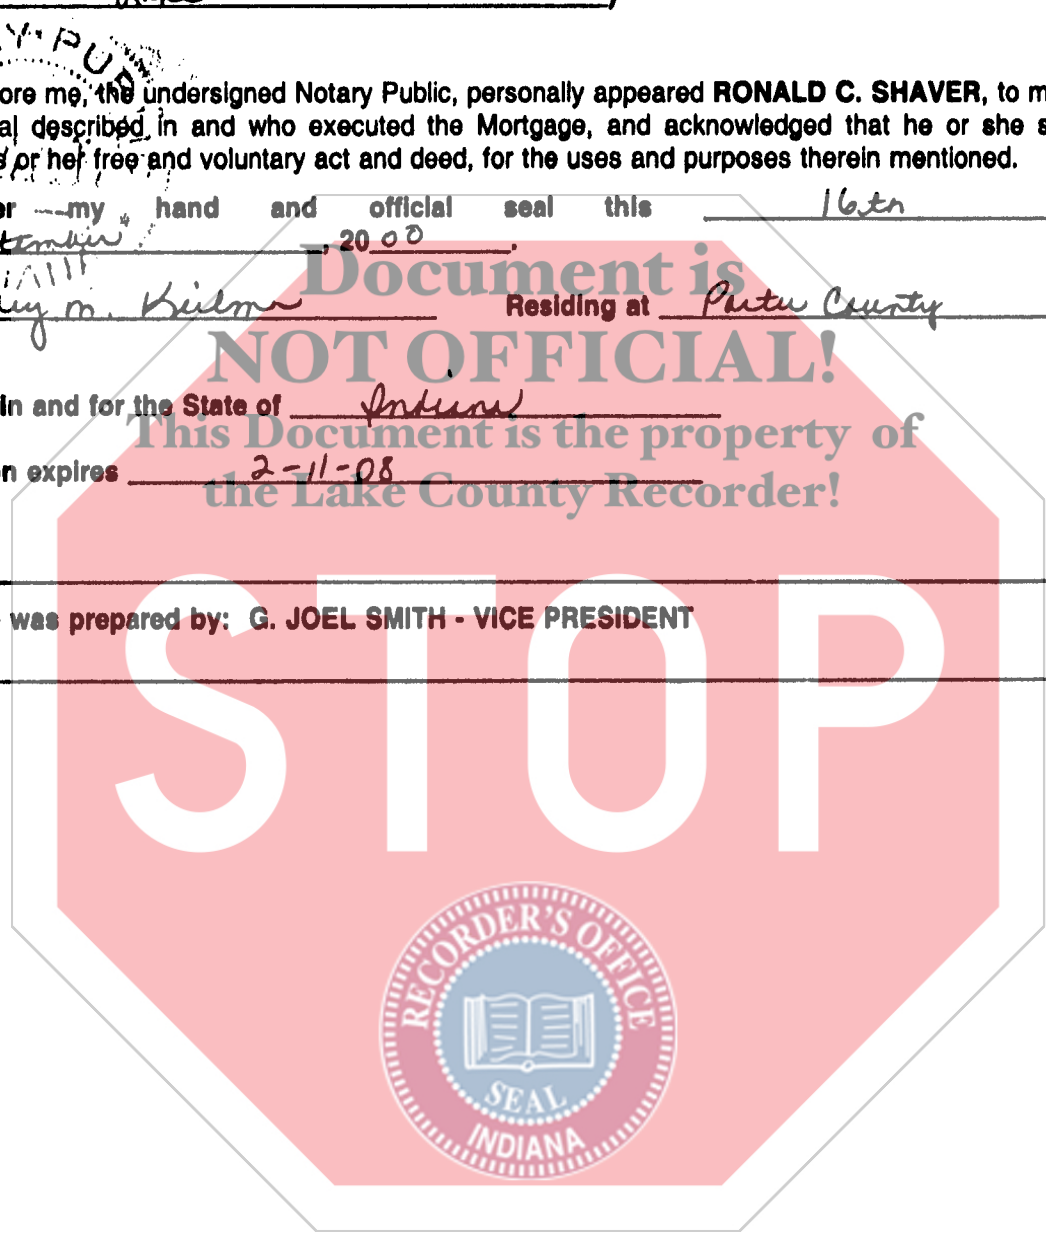 Y PUB
ore me, the undersigned Notary Public, personally appeared RONALD C. SHAVER, to m
al described in and who executed the Mortgage, and acknowledged that he or she s
or her free and voluntary act and deed, for the uses and purposes therein mentioned.
er my hand and official seal this 16th
tember, 2000.
Document is
m. Residing at Porter County
NOT OFFICIAL!
in and for the State of Indiana
This Document is the property of
n expires 2-11-08
the Lake County Recorder!
was prepared by: G. JOEL SMITH - VICE PRESIDENT
STOP
RECORDER'S OFFICE
SEAL
INDIANA